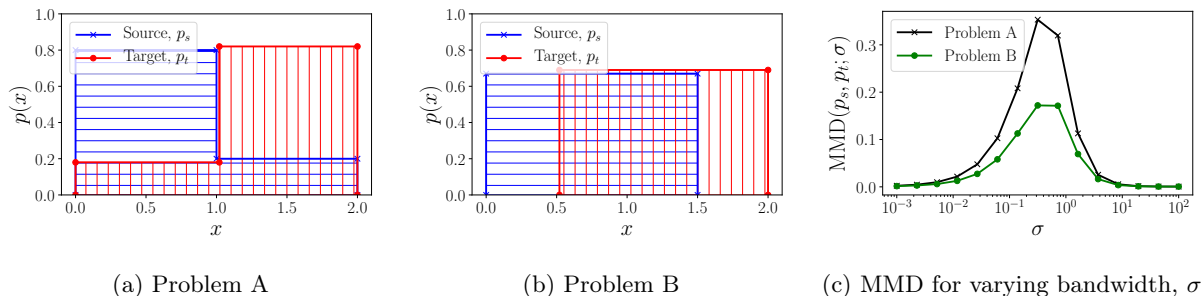 Source, p_s
Target, p_t
p(x)
0.8
0.6
0.4
0.2
0.0
0.0 0.5 1.0 1.5 2.0
x
(a) Problem A
Source, p_s
Target, p_t
p(x)
1.0
0.8
0.6
0.4
0.2
0.0
0.0 0.5 1.0 1.5 2.0
x
(b) Problem B
Problem A
Problem B
MMD(p_s, p_t; σ)
0.3
0.2
0.1
0.0
10^{-3} 10^{-2} 10^{-1} 10^0 10^1 10^2
σ
(c) MMD for varying bandwidth, σ